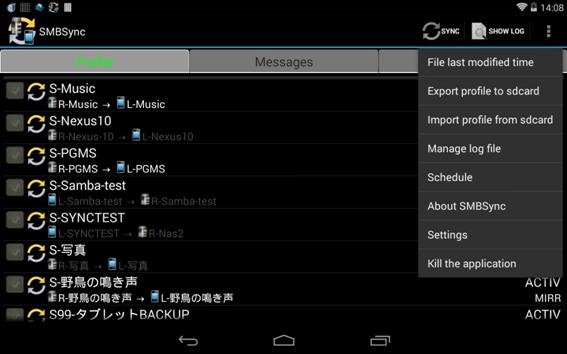 14:08
SMBSync
SYNC
SHOW LOG
Profile
Messages
File last modified time
Export profile to sdcard
Import profile from sdcard
Manage log file
Schedule
About SMBSync
Settings
Kill the application
S-Music
R-Music → L-Music
S-Nexus10
R-Nexus-10 → L-Nexus10
S-PGMS
R-PGMS → L-PGMS
S-Samba-test
L-Samba-test → R-Samba-test
S-SYNCTEST
L-SYNCTEST → R-Nas2
S-写真
R-写真 → L-写真
S-野鳥の鳴き声 ACTIV
R-野鳥の鳴き声 → L-野鳥の鳴き声 MIRR
S99-タブレットBACKUP ACTIV